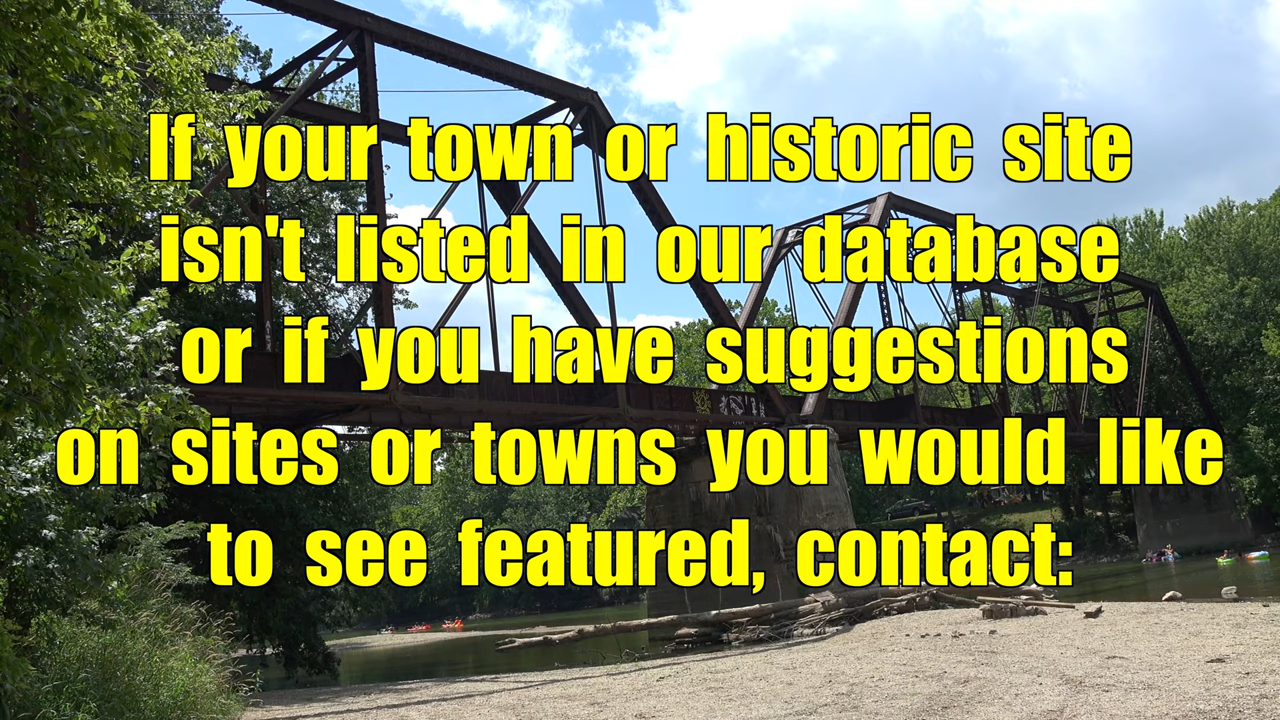 If your town or historic site
isn't listed in our database
or if you have suggestions
on sites or towns you would like
to see featured, contact: